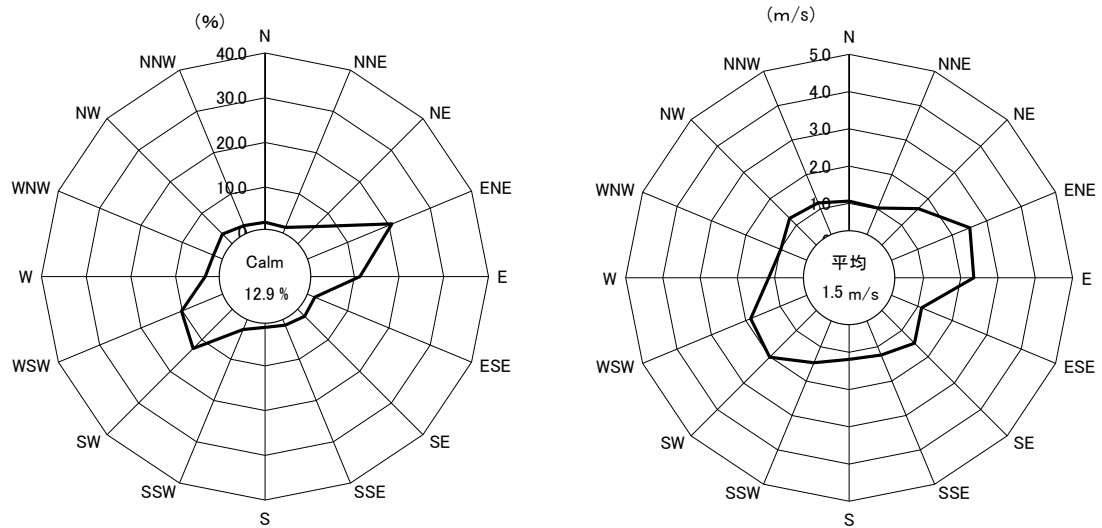 (%)
N
NNE
NE
ENE
E
ESE
SE
SSE
S
SSW
SW
WSW
W
WNW
NW
NNW
40.0
30.0
20.0
10.0
Calm
12.9 %
(m/s)
N
NNE
NE
ENE
E
ESE
SE
SSE
S
SSW
SW
WSW
W
WNW
NW
NNW
5.0
4.0
3.0
2.0
1.0
平均
1.5 m/s